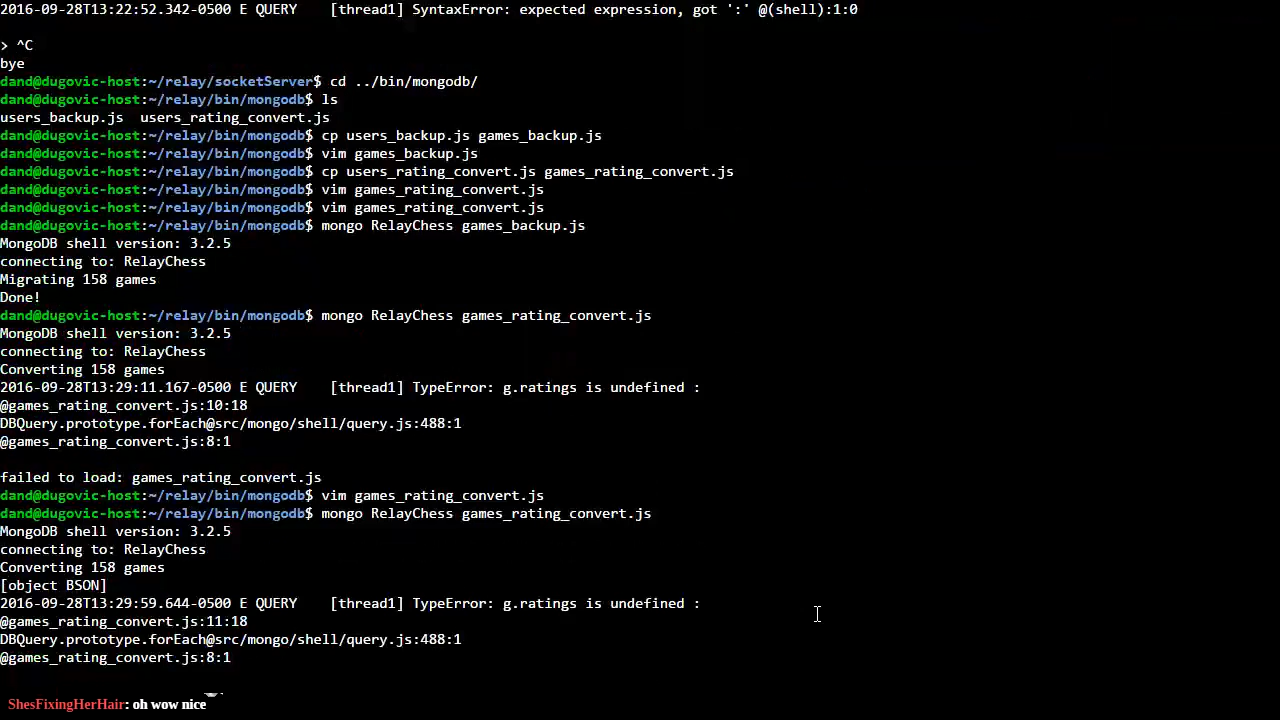 2016-09-28T13:22:52.342-0500 E QUERY    [thread1] SyntaxError: expected expression, got ':' @(shell):1:0
> ^C
bye
dand@dugovic-host:~/relay/socketServer$ cd ../bin/mongodb/
dand@dugovic-host:~/relay/bin/mongodb$ ls
users_backup.js  users_rating_convert.js
dand@dugovic-host:~/relay/bin/mongodb$ cp users_backup.js games_backup.js
dand@dugovic-host:~/relay/bin/mongodb$ vim games_backup.js
dand@dugovic-host:~/relay/bin/mongodb$ cp users_rating_convert.js games_rating_convert.js
dand@dugovic-host:~/relay/bin/mongodb$ vim games_rating_convert.js
dand@dugovic-host:~/relay/bin/mongodb$ vim games_rating_convert.js
dand@dugovic-host:~/relay/bin/mongodb$ mongo RelayChess games_backup.js
MongoDB shell version: 3.2.5
connecting to: RelayChess
Migrating 158 games
Done!
dand@dugovic-host:~/relay/bin/mongodb$ mongo RelayChess games_rating_convert.js
MongoDB shell version: 3.2.5
connecting to: RelayChess
Converting 158 games
2016-09-28T13:29:11.167-0500 E QUERY    [thread1] TypeError: g.ratings is undefined :
@games_rating_convert.js:10:18
DBQuery.prototype.forEach@src/mongo/shell/query.js:488:1
@games_rating_convert.js:8:1
failed to load: games_rating_convert.js
dand@dugovic-host:~/relay/bin/mongodb$ vim games_rating_convert.js
dand@dugovic-host:~/relay/bin/mongodb$ mongo RelayChess games_rating_convert.js
MongoDB shell version: 3.2.5
connecting to: RelayChess
Converting 158 games
[object BSON]
2016-09-28T13:29:59.644-0500 E QUERY    [thread1] TypeError: g.ratings is undefined :
@games_rating_convert.js:11:18
DBQuery.prototype.forEach@src/mongo/shell/query.js:488:1
@games_rating_convert.js:8:1
ShesFixingHerHair: oh wow nice